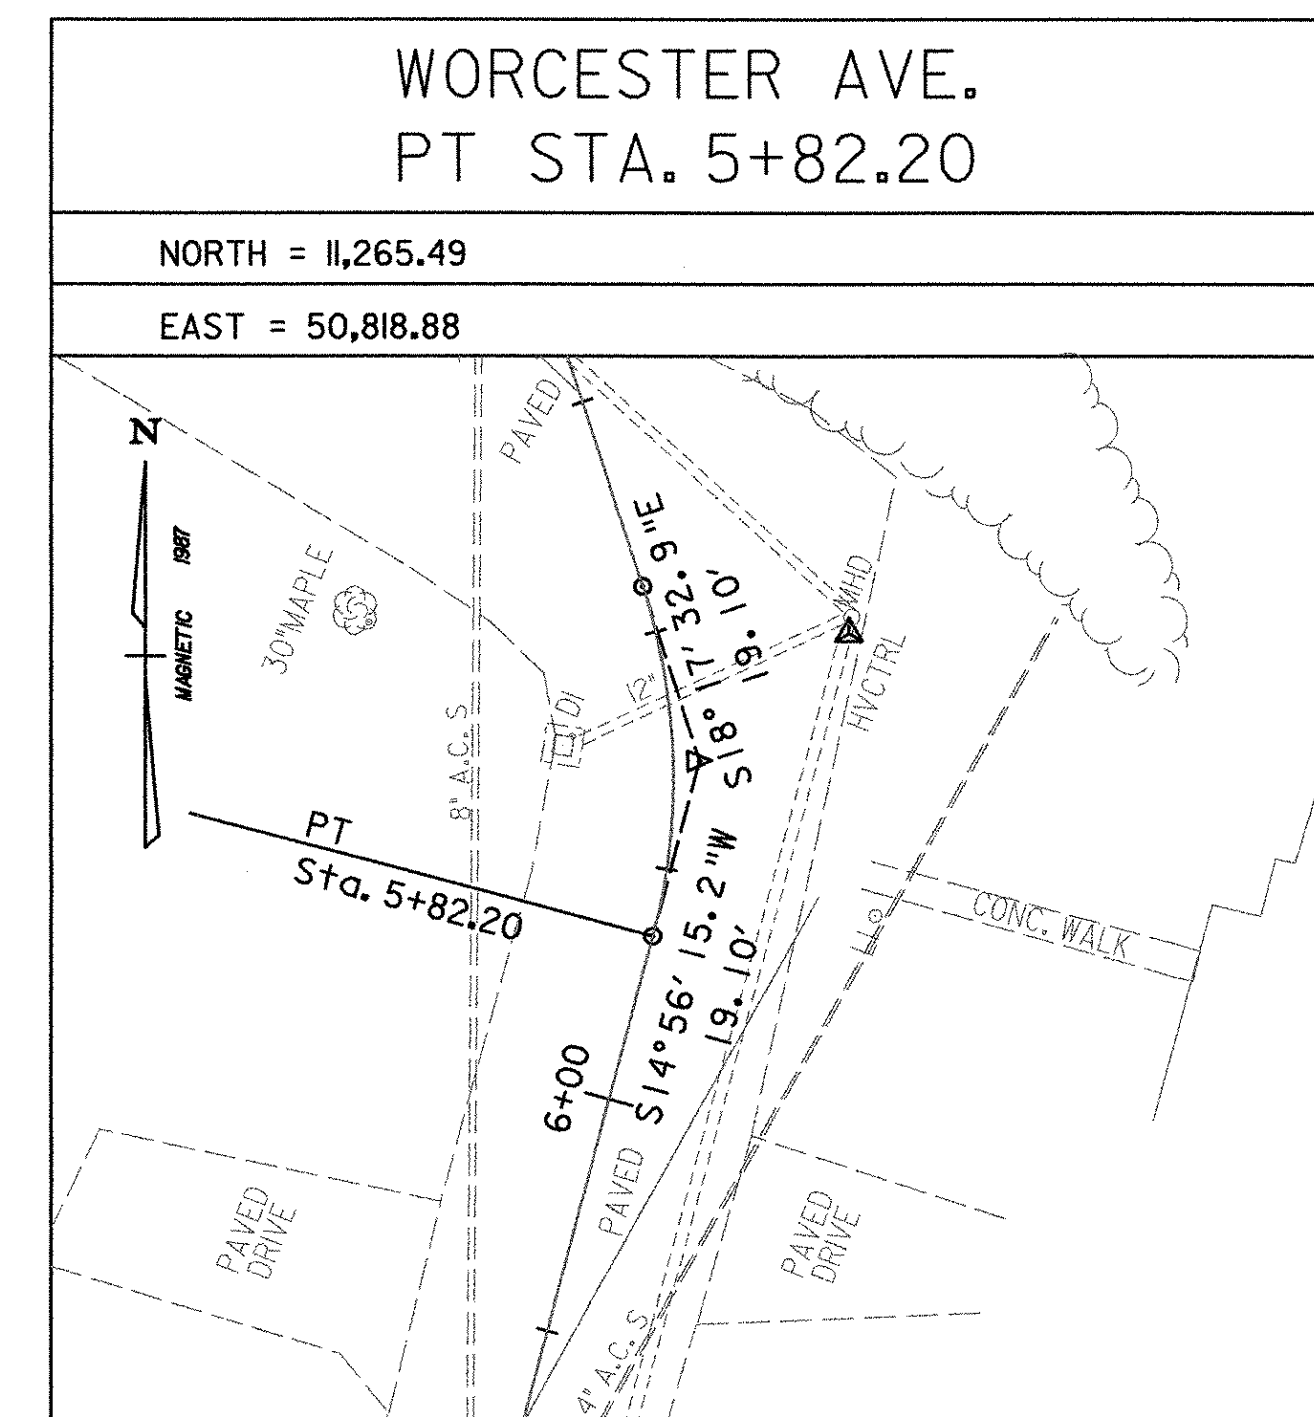 WORCESTER AVE.
PT STA. 5+82.20
NORTH = 11,265.49
EAST = 50,818.88
N
MAGNETIC 1987
30" MAPLE
PAVED
S18° 17' 32.9"E
19.10'
MHD
HVCTRL
12"
DI
8" A.C. S
PT
Sta. 5+82.20
S14° 56' 15.2"W
19.10'
CONC. WALK
6+00
PAVED
PAVED
DRIVE
PAVED
DRIVE
4" A.C. S